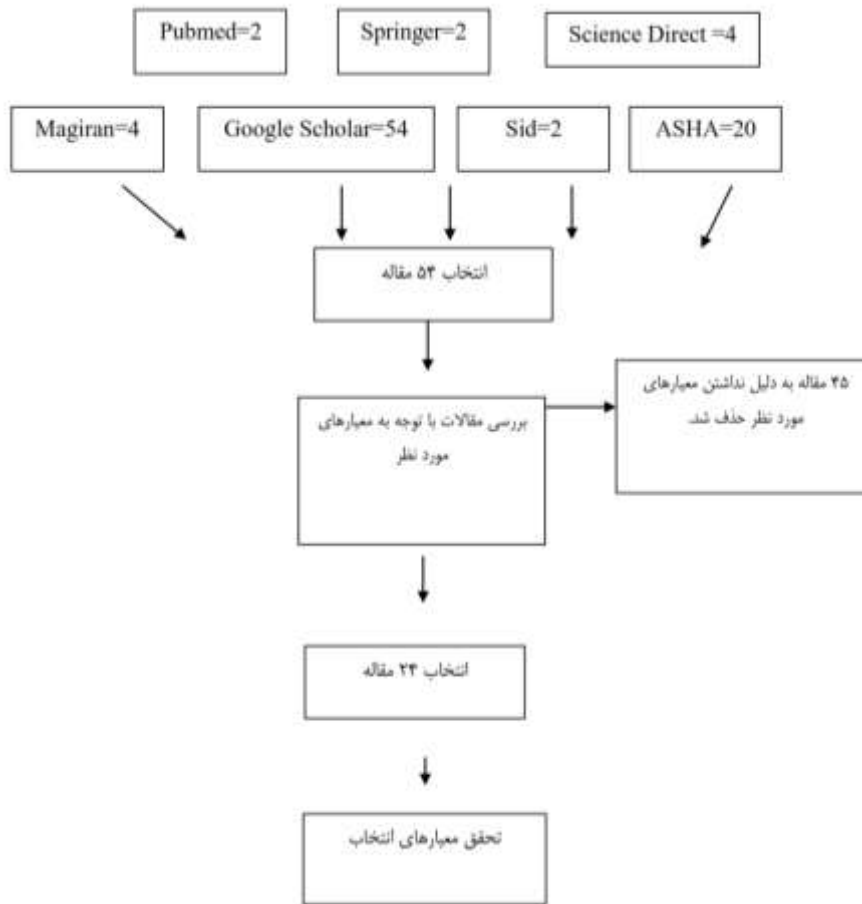 Pubmed=2
Springer=2
Science Direct =4
Magiran=4
Google Scholar=54
Sid=2
ASHA=20
انتخاب ۵۴ مقاله
بررسی مقالات با توجه به معیارهای
مورد نظر
۴۵ مقاله به دلیل نداشتن معیارهای
مورد نظر حذف شد.
انتخاب ۲۴ مقاله
تحقق معیارهای انتخاب